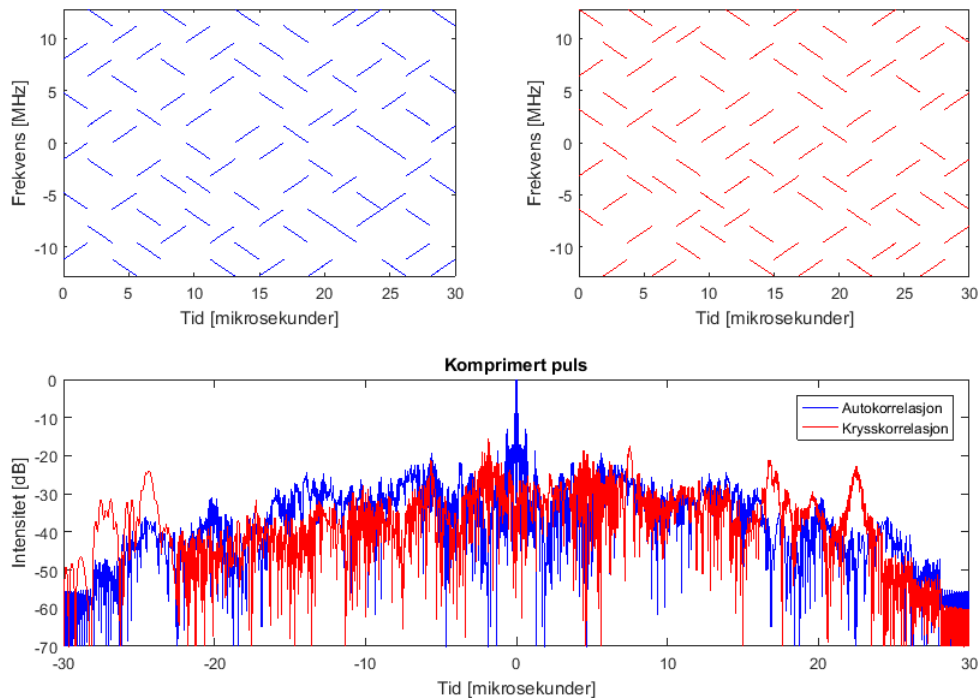 10
5
0
-5
-10
Frekvens [MHz]
0 5 10 15 20 25 30
Tid [mikrosekunder]
10
5
0
-5
-10
Frekvens [MHz]
0 5 10 15 20 25 30
Tid [mikrosekunder]
Komprimert puls
0
-10
-20
-30
-40
-50
-60
-70
Intensitet [dB]
Autokorrelasjon
Krysskorrelasjon
-30 -20 -10 0 10 20 30
Tid [mikrosekunder]